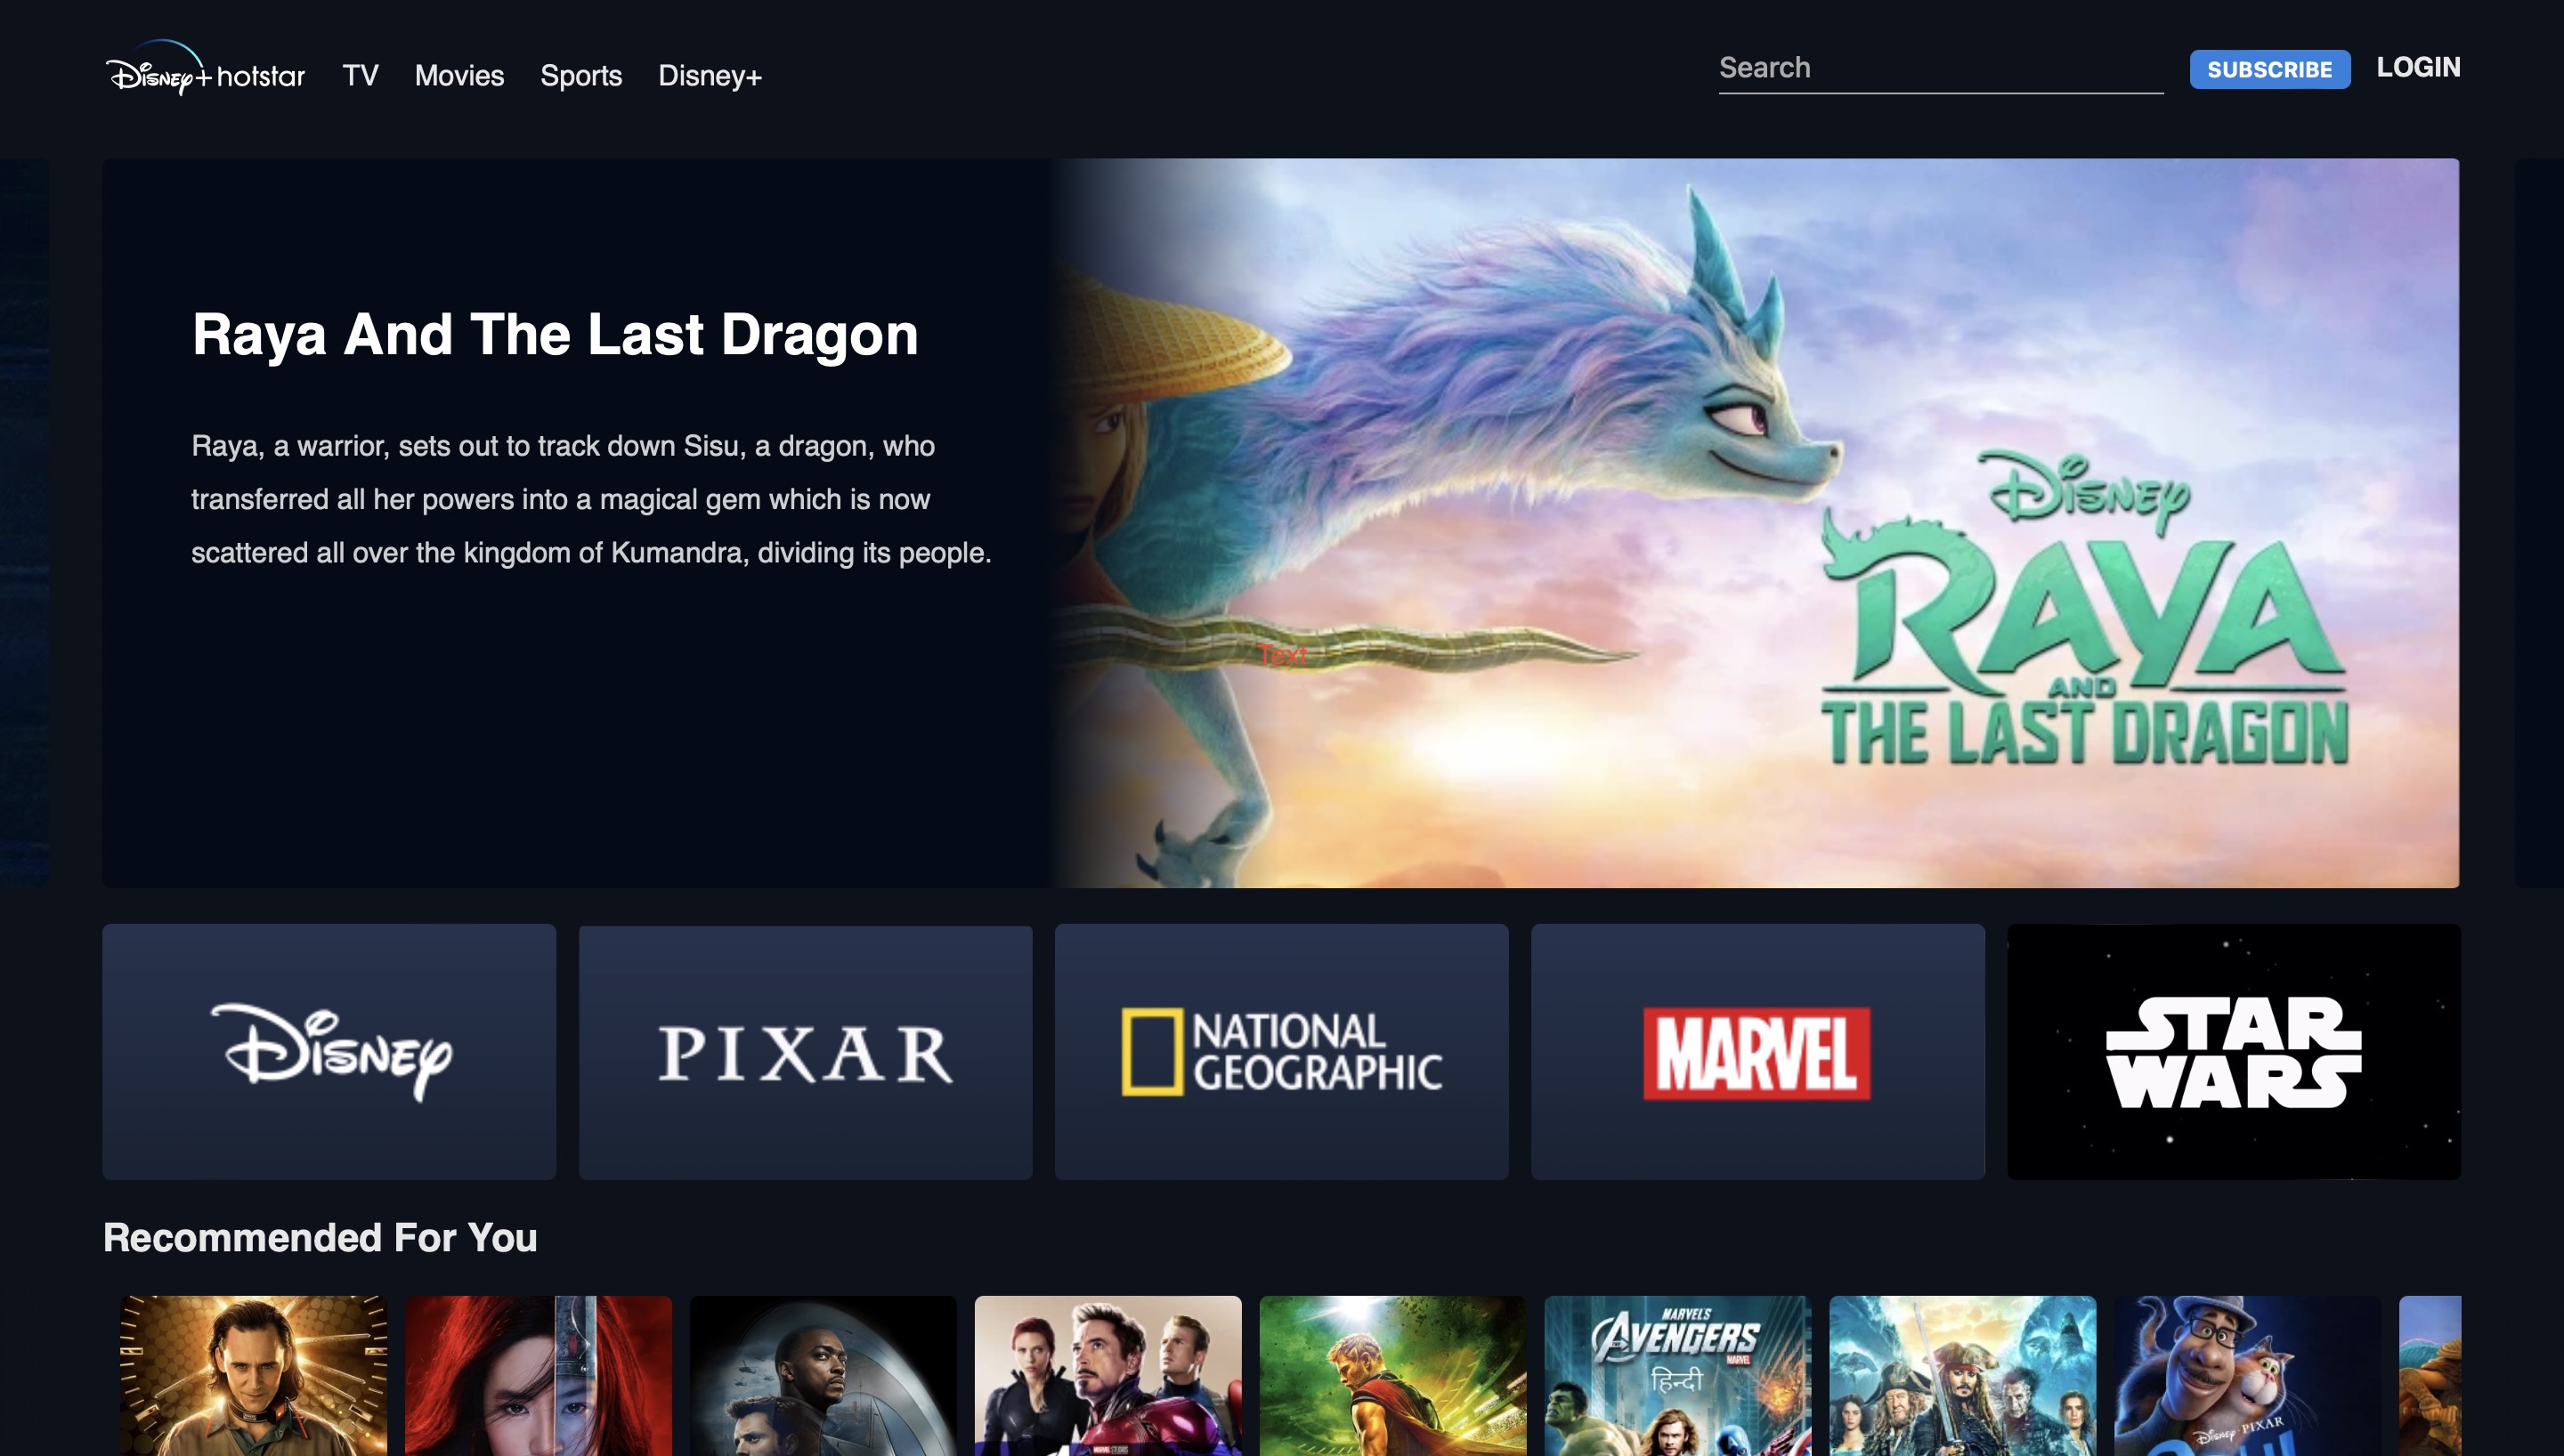 Disney+ hotstar
TV
Movies
Sports
Disney+
Search
SUBSCRIBE
LOGIN
Raya And The Last Dragon
Raya, a warrior, sets out to track down Sisu, a dragon, who
transferred all her powers into a magical gem which is now
scattered all over the kingdom of Kumandra, dividing its people.
Text
Disney
RAYA
AND
THE LAST DRAGON
Disney
PIXAR
NATIONAL
GEOGRAPHIC
MARVEL
STAR
WARS
Recommended For You
MARVEL STUDIOS
MARVEL'S
AVENGERS
MARVEL
हिन्दी
Disney PIXAR